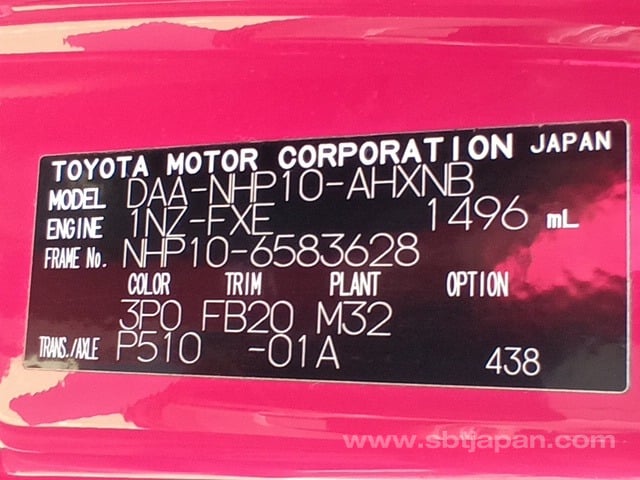 TOYOTA MOTOR CORPORATION JAPAN
MODEL DAA-NHP10-AHXNB
ENGINE 1NZ-FXE 1496 mL
FRAME No. NHP10-6583628
COLOR TRIM PLANT OPTION
3P0 FB20 M32
TRANS./AXLE P510 -01A 438
www.sbtjapan.com